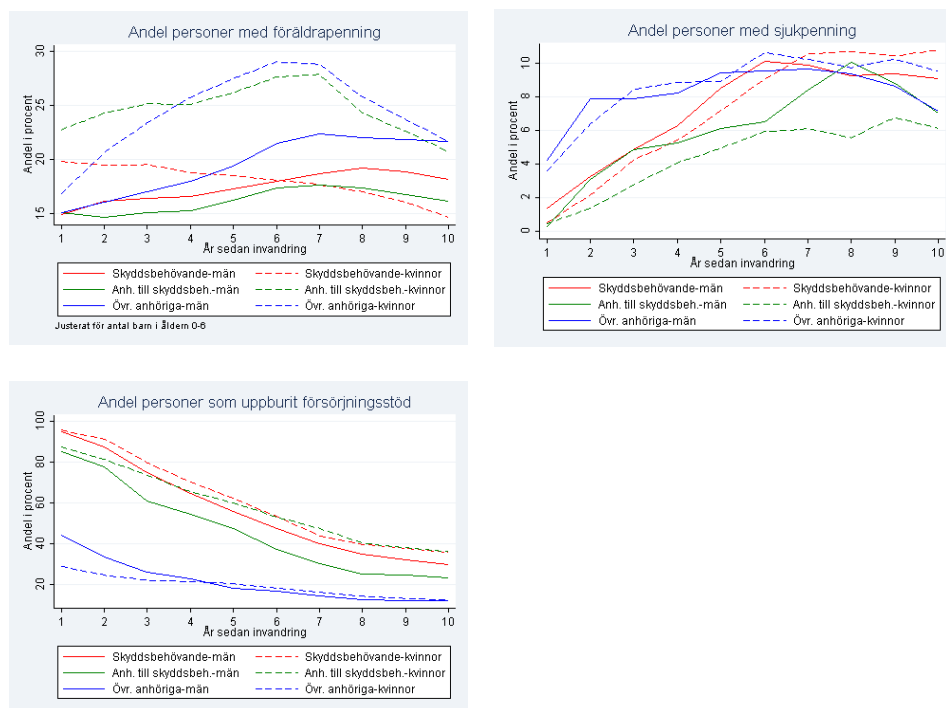 Andel personer med föräldrapenning
Andel i procent
30
25
20
15
1 2 3 4 5 6 7 8 9 10
År sedan invandring
Skyddsbehövande-män Skyddsbehövande-kvinnor
Anh. till skyddsbeh.-män Anh. till skyddsbeh.-kvinnor
Övr. anhöriga-män Övr. anhöriga-kvinnor
Justerat för antal barn i åldern 0-6
Andel personer med sjukpenning
Andel i procent
10
8
6
4
2
0
1 2 3 4 5 6 7 8 9 10
År sedan invandring
Skyddsbehövande-män Skyddsbehövande-kvinnor
Anh. till skyddsbeh.-män Anh. till skyddsbeh.-kvinnor
Övr. anhöriga-män Övr. anhöriga-kvinnor
Andel personer som uppburit försörjningsstöd
Andel i procent
100
80
60
40
20
1 2 3 4 5 6 7 8 9 10
År sedan invandring
Skyddsbehövande-män Skyddsbehövande-kvinnor
Anh. till skyddsbeh.-män Anh. till skyddsbeh.-kvinnor
Övr. anhöriga-män Övr. anhöriga-kvinnor